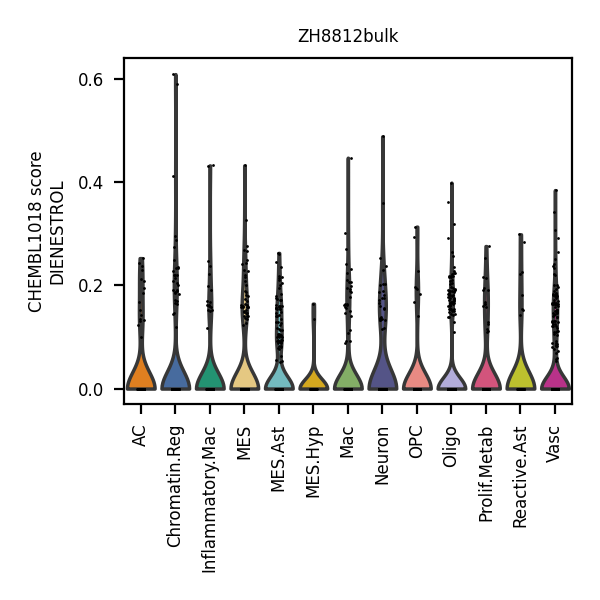 ZH8812bulk
CHEMBL1018 score
DIENESTROL
0.6
0.4
0.2
0.0
AC
Chromatin.Reg
Inflammatory.Mac
MES
MES.Ast
MES.Hyp
Mac
Neuron
OPC
Oligo
Prolif.Metab
Reactive.Ast
Vasc